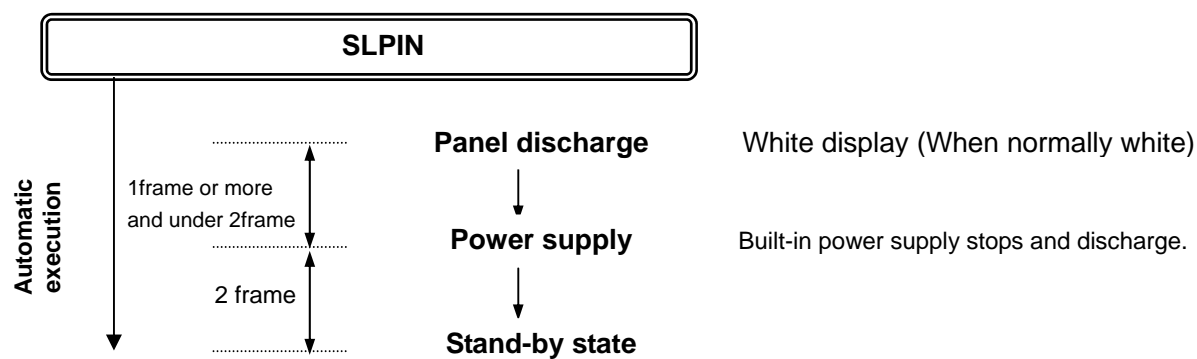 SLPIN
Automatic
execution
1frame or more
and under 2frame
2 frame
Panel discharge
White display (When normally white)
Power supply
Built-in power supply stops and discharge.
Stand-by state